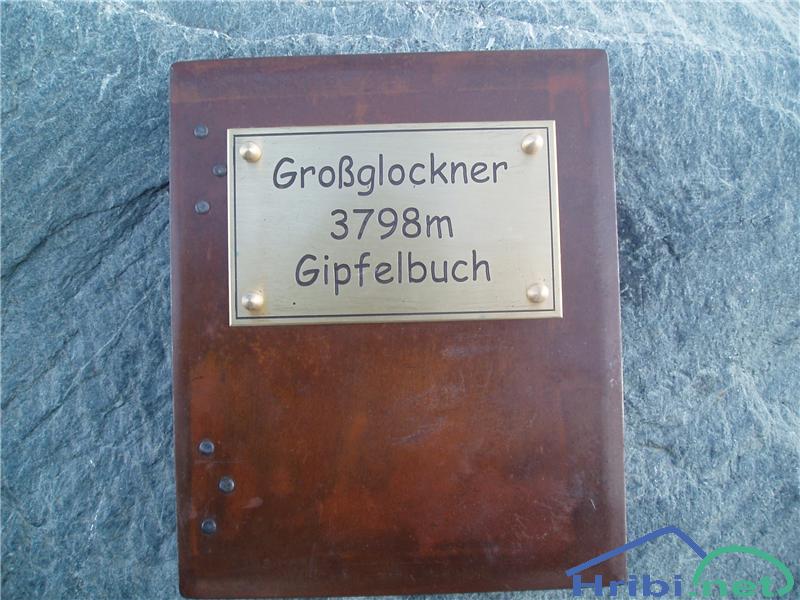 Großglockner
3798m
Gipfelbuch
Hribi.net